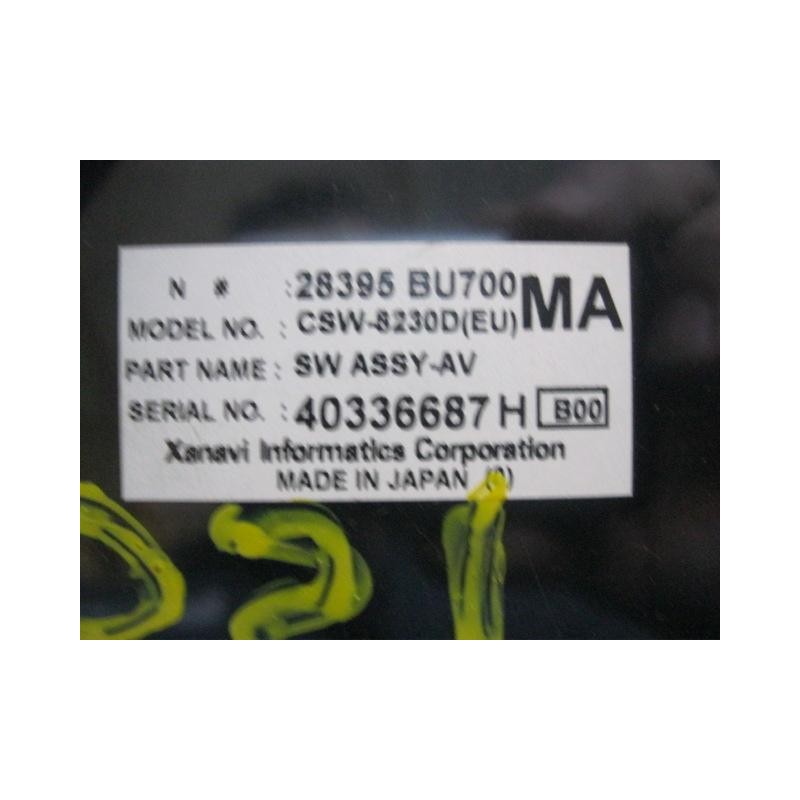 N # : 28395 BU700 MA
MODEL NO. : CSW-8230D(EU)
PART NAME : SW ASSY-AV
SERIAL NO. : 40336687 H B00
Xanavi Informatics Corporation
MADE IN JAPAN